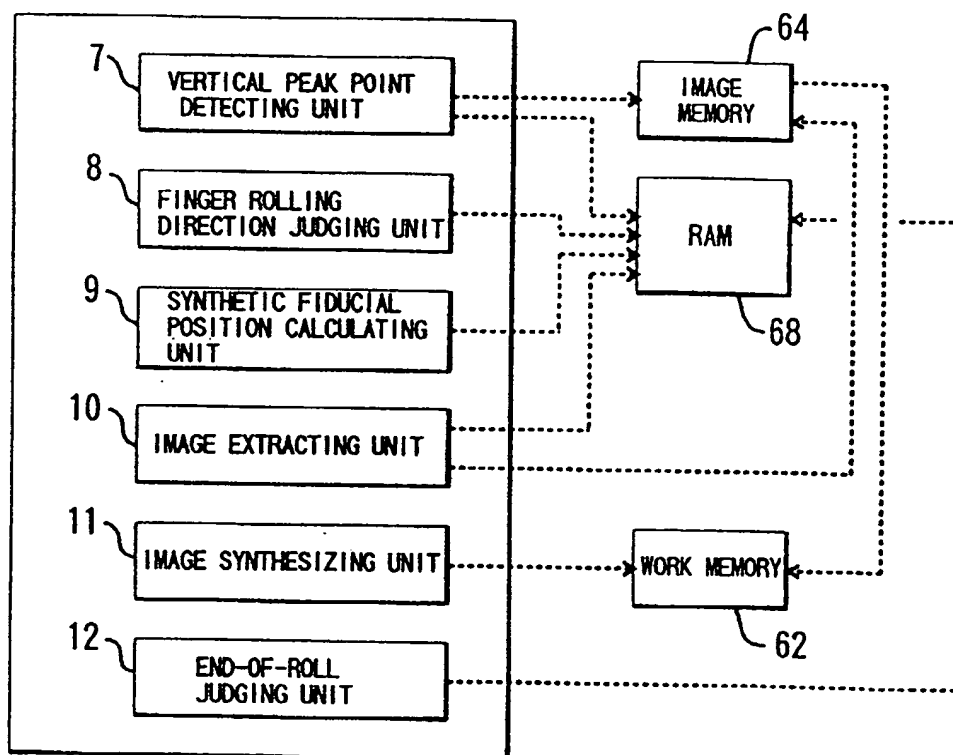 7
VERTICAL PEAK POINT
DETECTING UNIT
64
IMAGE
MEMORY
8
FINGER ROLLING
DIRECTION JUDGING UNIT
RAM
68
9
SYNTHETIC FIDUCIAL
POSITION CALCULATING
UNIT
10
IMAGE EXTRACTING UNIT
11
IMAGE SYNTHESIZING UNIT
WORK MEMORY
62
12
END-OF-ROLL
JUDGING UNIT